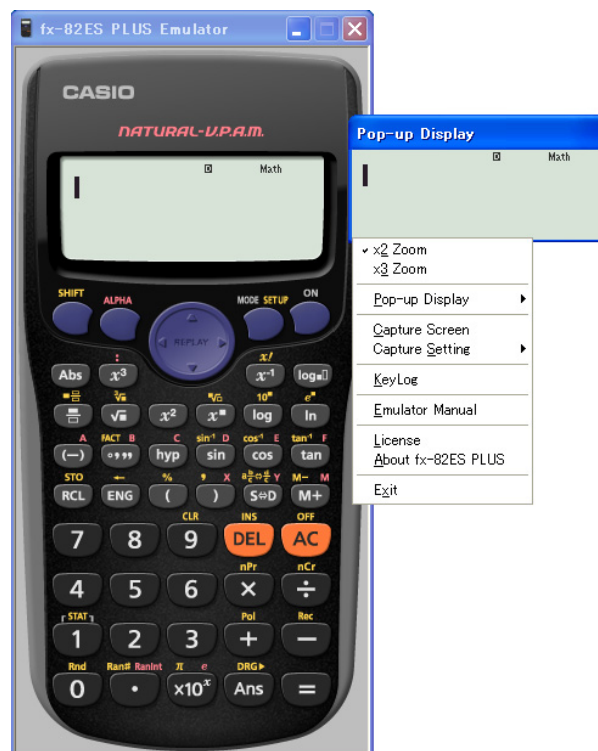 fx-82ES PLUS Emulator
CASIO
NATURAL-V.P.A.M.
D Math
Pop-up Display
D Math
✓ x2 Zoom
x3 Zoom
Pop-up Display
Capture Screen
Capture Setting
KeyLog
Emulator Manual
License
About fx-82ES PLUS
Exit
SHIFT ALPHA MODE SETUP ON
REPLAY
: x!
Abs x³ x⁻¹ log■□
■╴ ³√■ ■√□ 10■ e■
√■ x² x■ log ln
A FACT B C sin⁻¹ D cos⁻¹ E tan⁻¹ F
(−) °,,, hyp sin cos tan
STO ← % , X a b/c⇔d/c Y M− M
RCL ENG ( ) S⇔D M+
CLR INS OFF
7 8 9 DEL AC
nPr nCr
4 5 6 × ÷
STAT Pol Rec
1 2 3 + −
Rnd Ran# RanInt π e DRG▶
0 • ×10ˣ Ans =